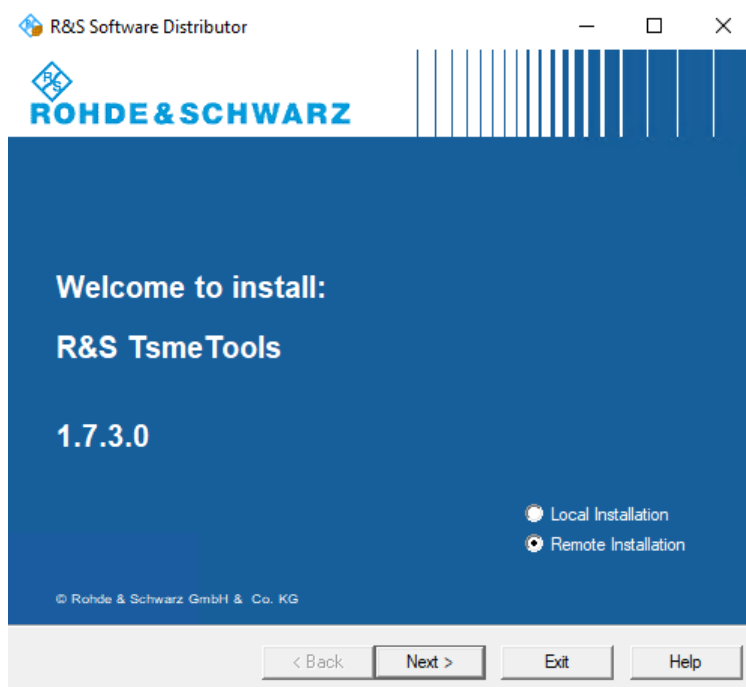 R&S Software Distributor
R&S
ROHDE&SCHWARZ
Welcome to install:
R&S TsmeTools
1.7.3.0
Local Installation
Remote Installation
© Rohde & Schwarz GmbH & Co. KG
< Back
Next >
Exit
Help